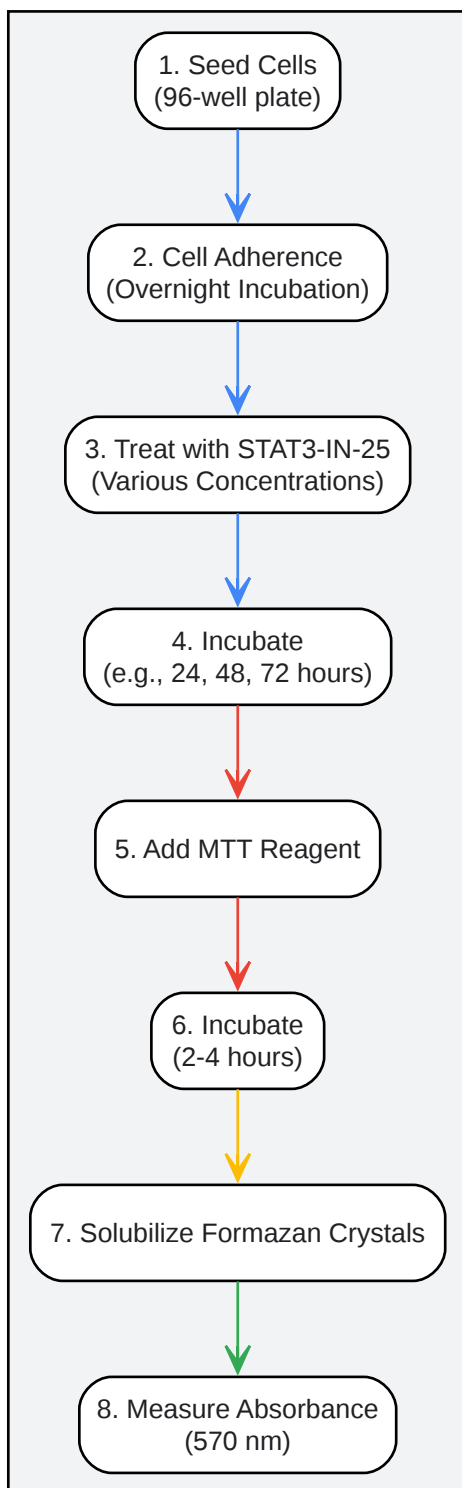 1. Seed Cells
(96-well plate)
2. Cell Adherence
(Overnight Incubation)
3. Treat with STAT3-IN-25
(Various Concentrations)
4. Incubate
(e.g., 24, 48, 72 hours)
5. Add MTT Reagent
6. Incubate
(2-4 hours)
7. Solubilize Formazan Crystals
8. Measure Absorbance
(570 nm)